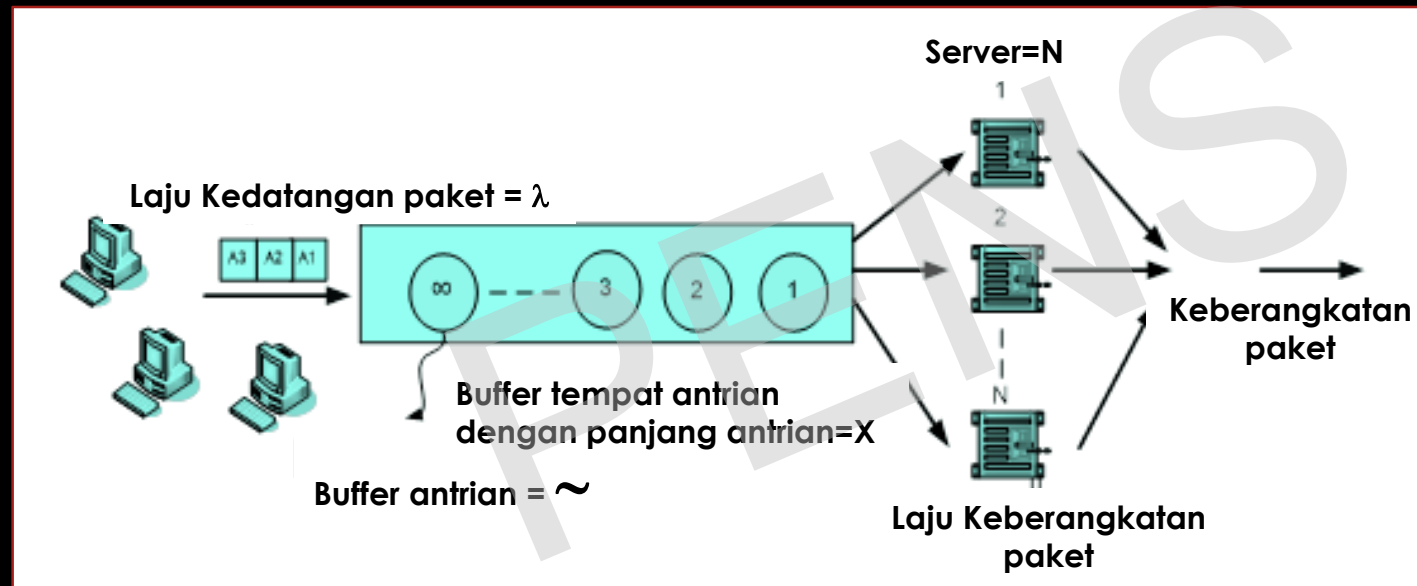 Server=N
1
Laju Kedatangan paket = λ
A3 A2 A1
2
∞
3
2
1
Keberangkatan
paket
Buffer tempat antrian
dengan panjang antrian=X
N
Buffer antrian = ~
Laju Keberangkatan
paket
PENS